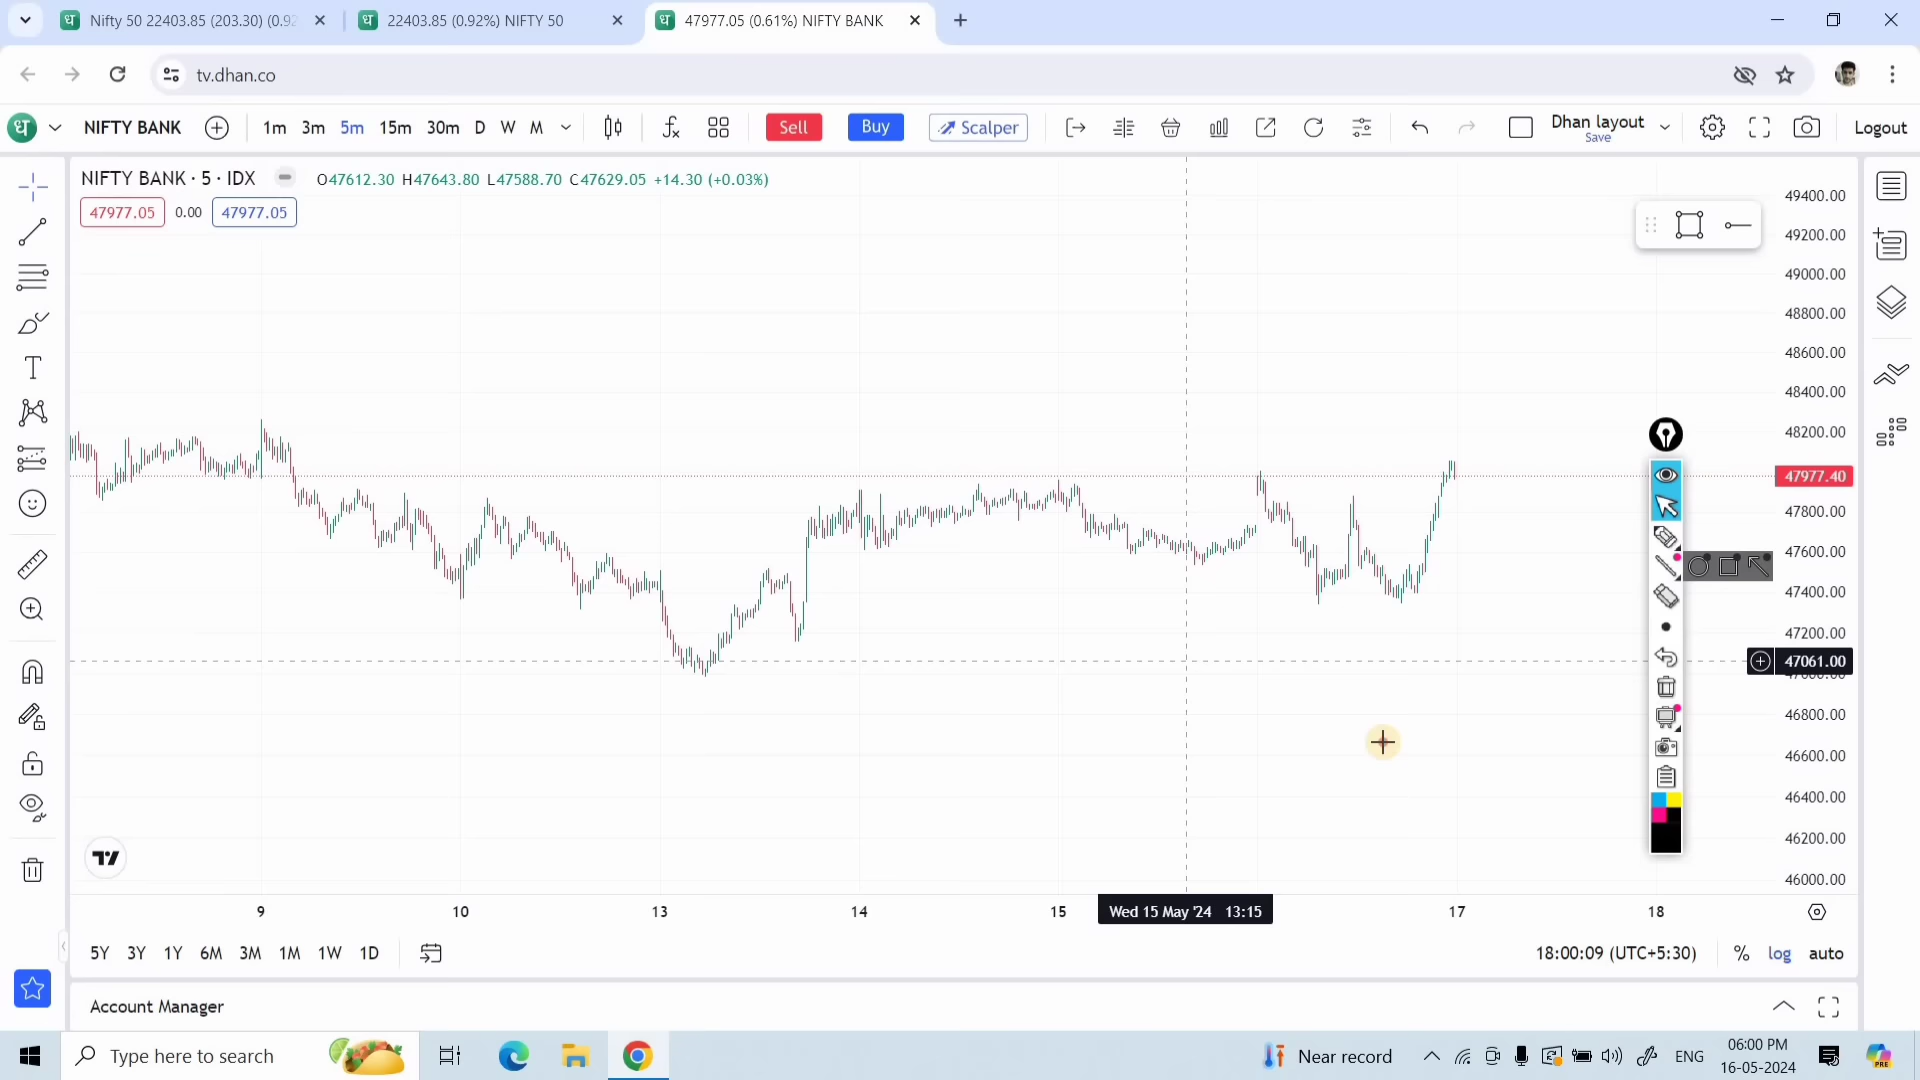 Nifty 50 22403.85 (203.30) (0.92
22403.85 (0.92%) NIFTY 50
47977.05 (0.61%) NIFTY BANK
tv.dhan.co
ध
NIFTY BANK
1m 3m 5m 15m 30m D W M
Sell
Buy
Scalper
Dhan layout
Save
Logout
NIFTY BANK · 5 · IDX
O47612.30 H47643.80 L47588.70 C47629.05 +14.30 (+0.03%)
47977.05 0.00 47977.05
49400.00
49200.00
49000.00
48800.00
48600.00
48400.00
48200.00
47977.40
47800.00
47600.00
47400.00
47200.00
47061.00
47000.00
46800.00
46600.00
46400.00
46200.00
46000.00
9 10 13 14 15 Wed 15 May '24 13:15 17 18
5Y 3Y 1Y 6M 3M 1M 1W 1D
18:00:09 (UTC+5:30) % log auto
Account Manager
Type here to search
Near record
ENG
06:00 PM
16-05-2024
PRE